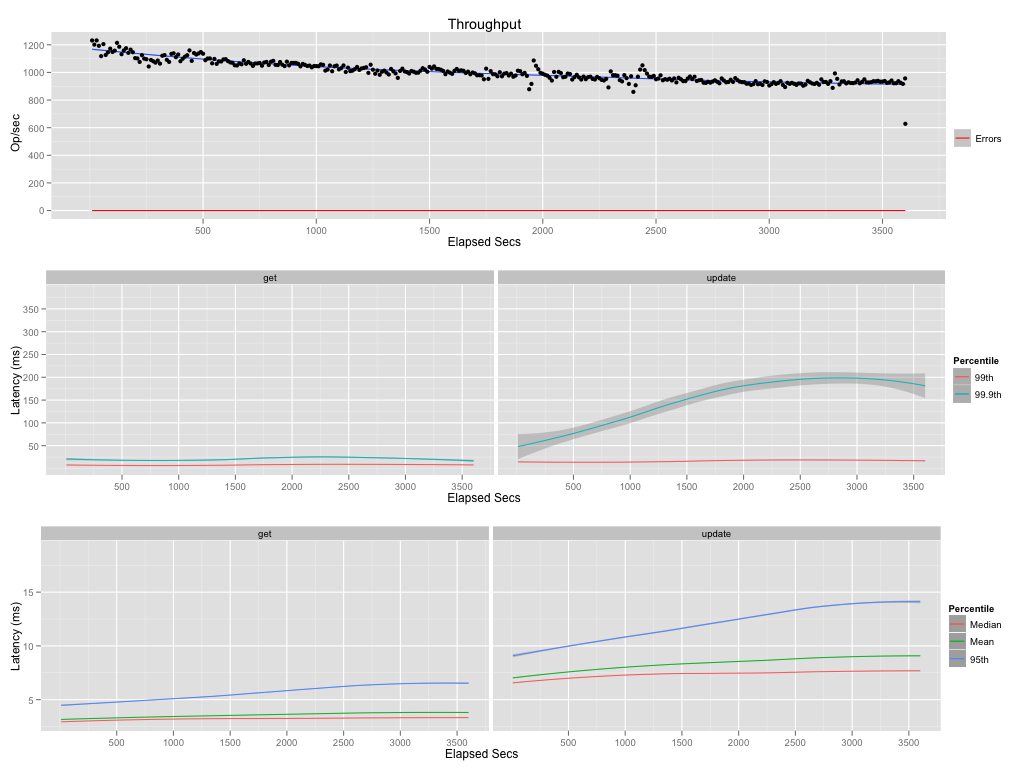 Throughput
1200
1000
800
600
400
200
0
Op/sec
500 1000 1500 2000 2500 3000 3500
Elapsed Secs
Errors
get update
350
300
250
200
150
100
50
Latency (ms)
500 1000 1500 2000 2500 3000 3500 500 1000 1500 2000 2500 3000 3500
Elapsed Secs
Percentile
99th
99.9th
get update
15
10
5
Latency (ms)
500 1000 1500 2000 2500 3000 3500 500 1000 1500 2000 2500 3000 3500
Elapsed Secs
Percentile
Median
Mean
95th